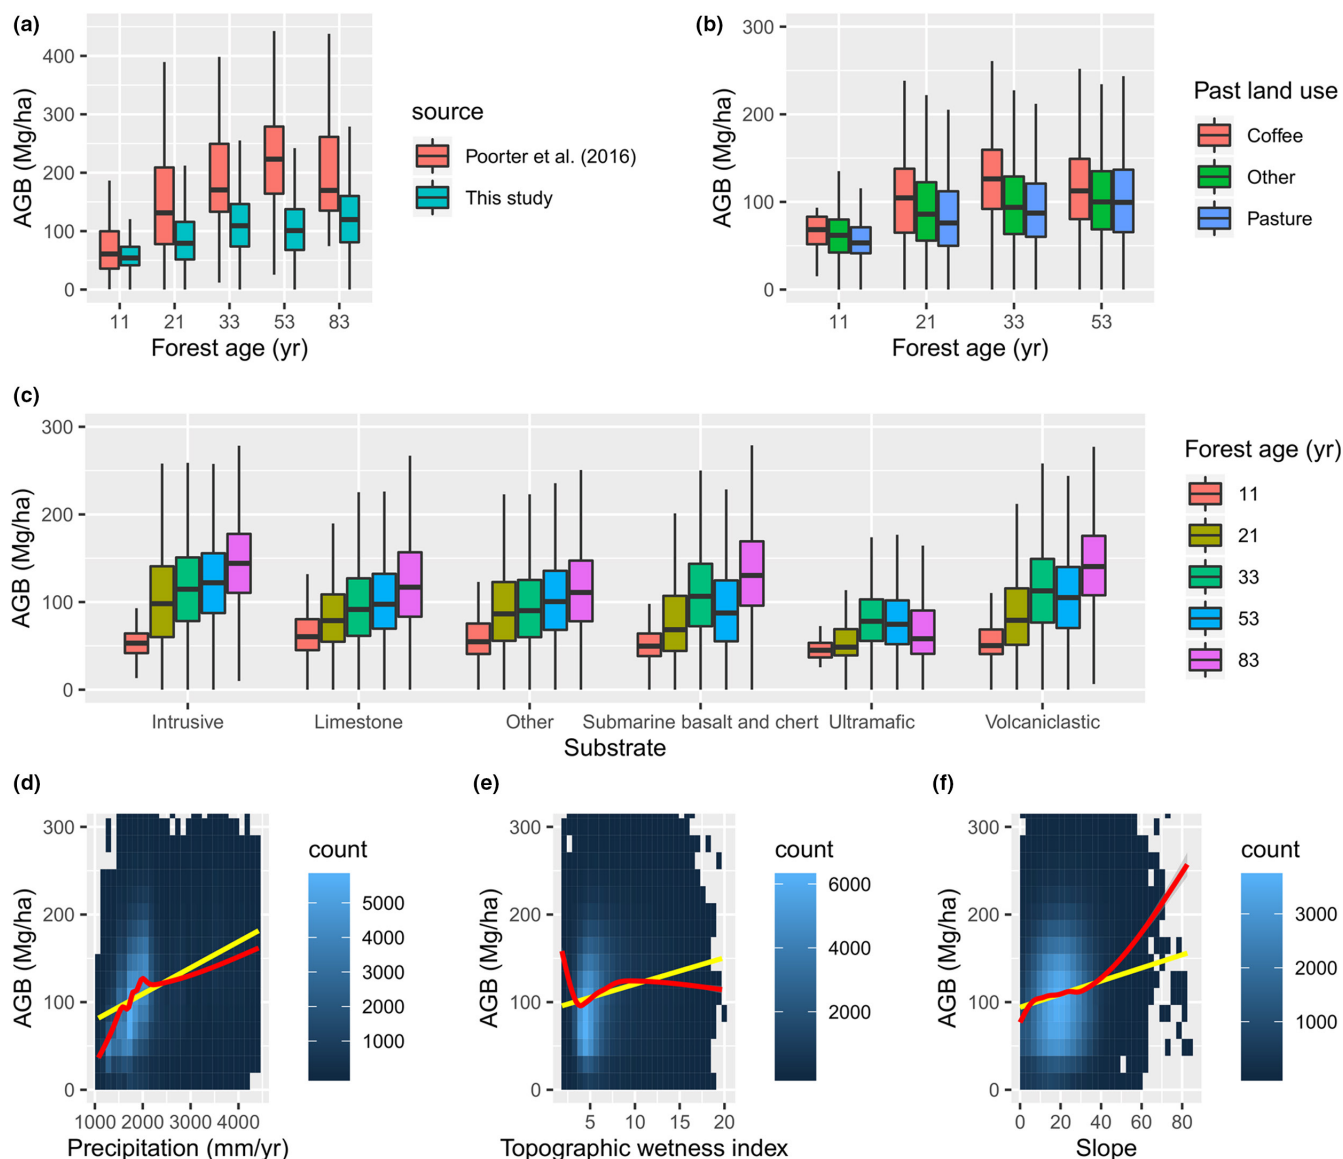 (a)
AGB (Mg/ha)
400
300
200
100
0
11 21 33 53 83
Forest age (yr)
source
Poorter et al. (2016)
This study
(b)
AGB (Mg/ha)
300
200
100
0
11 21 33 53
Forest age (yr)
Past land use
Coffee
Other
Pasture
(c)
AGB (Mg/ha)
300
200
100
0
Intrusive Limestone Other Submarine basalt and chert Ultramafic Volcaniclastic
Substrate
Forest age (yr)
11
21
33
53
83
(d)
AGB (Mg/ha)
300
200
100
0
1000 2000 3000 4000
Precipitation (mm/yr)
count
5000
4000
3000
2000
1000
(e)
AGB (Mg/ha)
300
200
100
0
5 10 15 20
Topographic wetness index
count
6000
4000
2000
(f)
AGB (Mg/ha)
300
200
100
0
0 20 40 60 80
Slope
count
3000
2000
1000